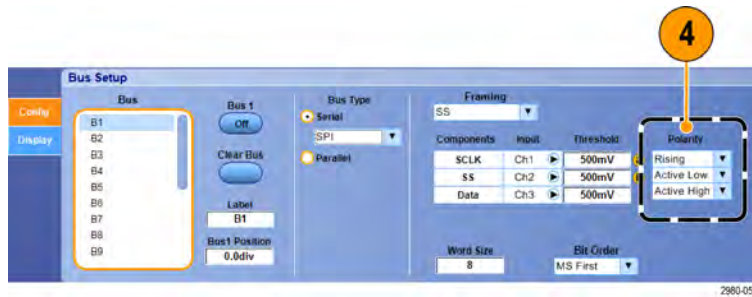 4
Bus Setup
Config
Display
Bus
B1
B2
B3
B4
B5
B6
B7
B8
B9
Bus 1
Off
Clear Bus
Label
B1
Bus1 Position
0.0div
Bus Type
Serial
SPI
Parallel
Framing
SS
Components Input Threshold Polarity
SCLK Ch1 500mV Rising
SS Ch2 500mV Active Low
Data Ch3 500mV Active High
Word Size
8
Bit Order
MS First